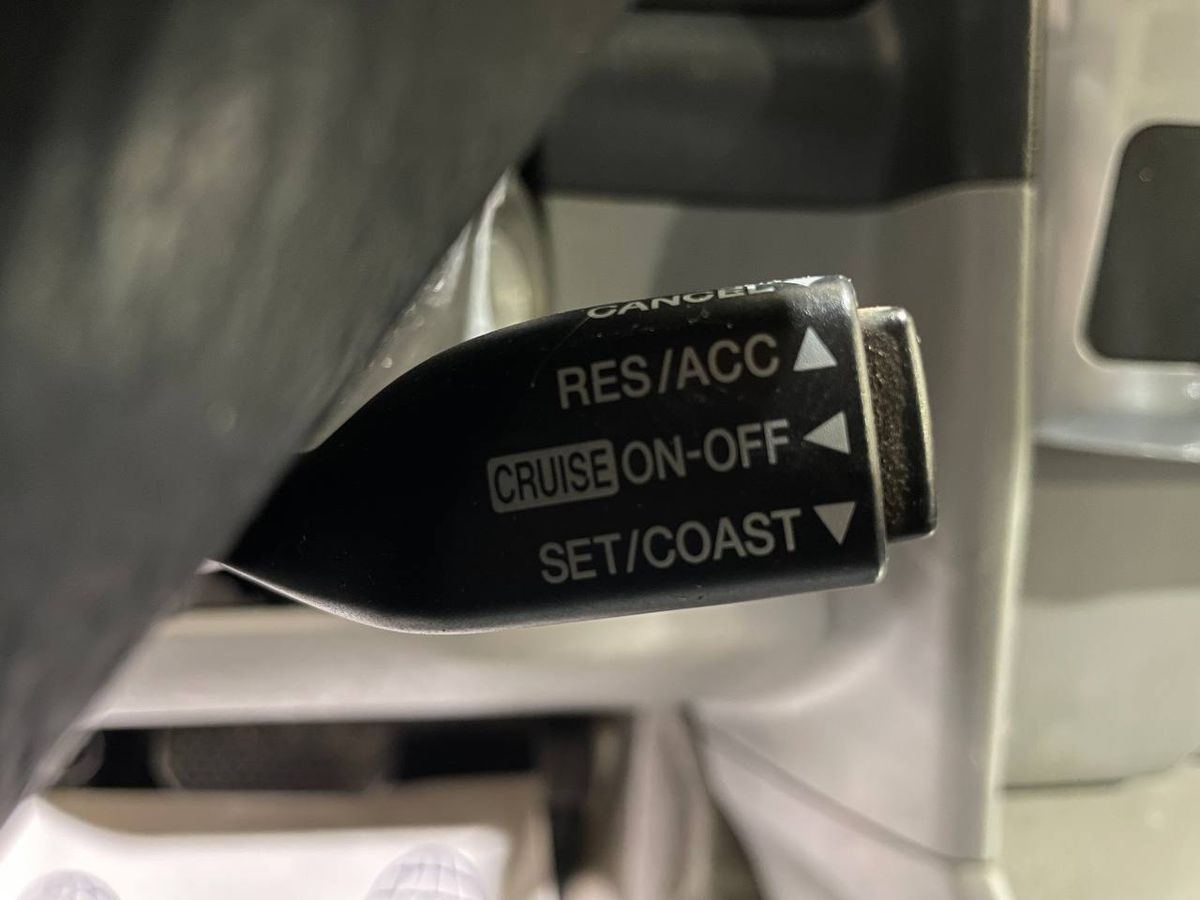 CANCEL
RES/ACC
CRUISE ON-OFF
SET/COAST